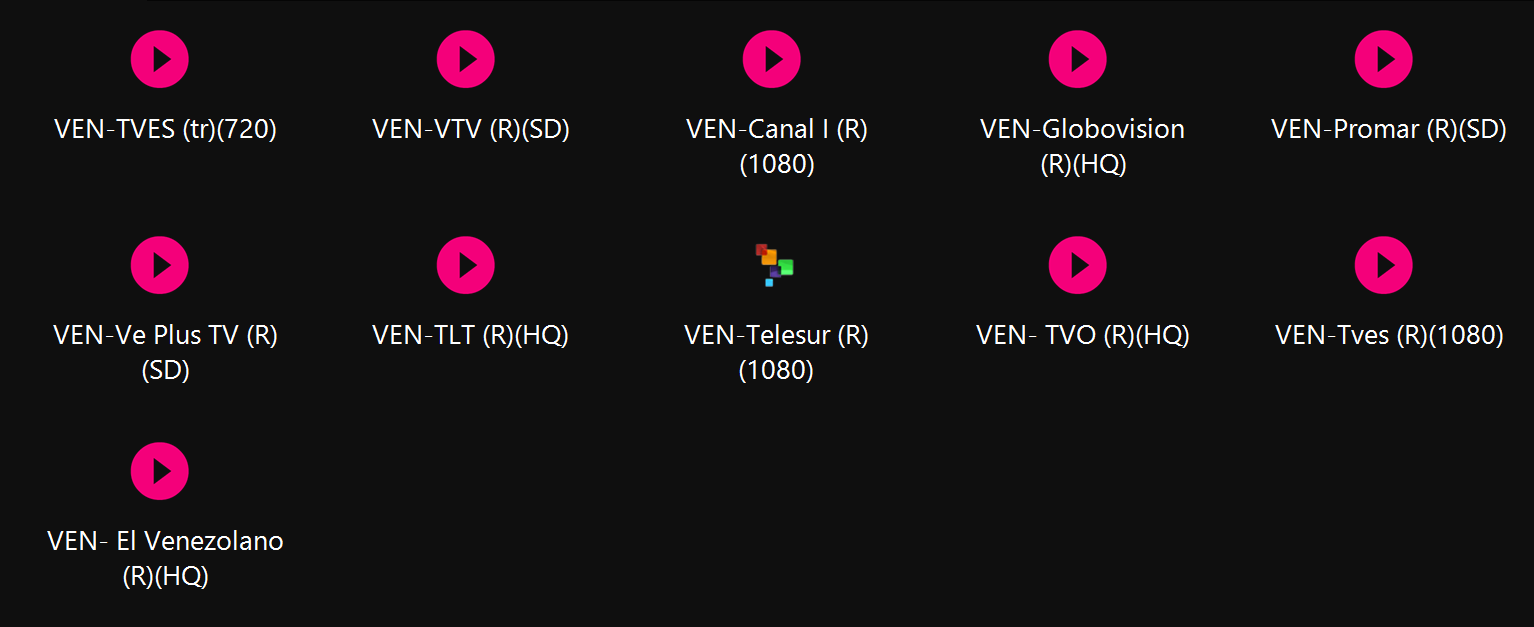 VEN-TVES (tr)(720)
VEN-VTV (R)(SD)
VEN-Canal I (R)
(1080)
VEN-Globovision
(R)(HQ)
VEN-Promar (R)(SD)
VEN-Ve Plus TV (R)
(SD)
VEN-TLT (R)(HQ)
VEN-Telesur (R)
(1080)
VEN- TVO (R)(HQ)
VEN-Tves (R)(1080)
VEN- El Venezolano
(R)(HQ)